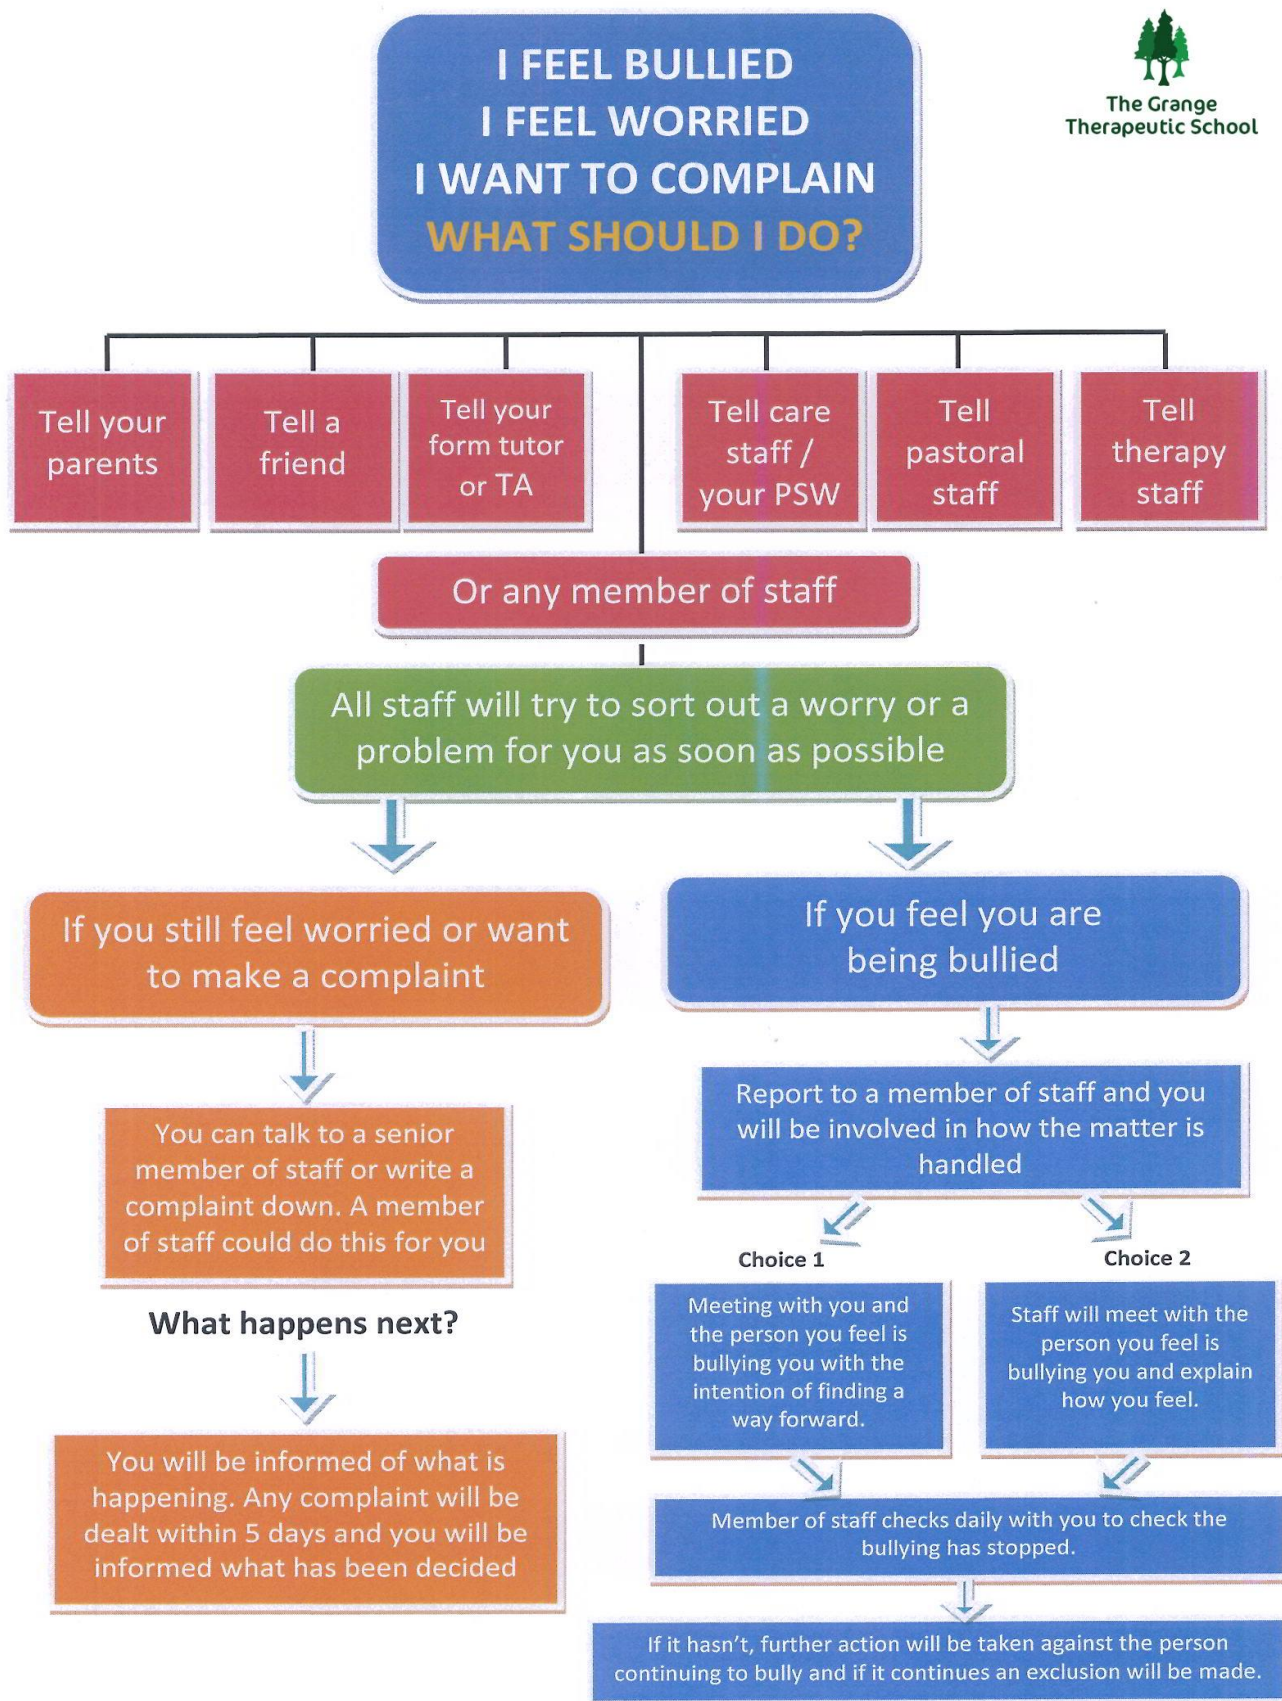 I FEEL BULLIED
I FEEL WORRIED
I WANT TO COMPLAIN
WHAT SHOULD I DO?
The Grange
Therapeutic School
Tell your
parents
Tell a
friend
Tell your
form tutor
or TA
Tell care
staff /
your PSW
Tell
pastoral
staff
Tell
therapy
staff
Or any member of staff
All staff will try to sort out a worry or a
problem for you as soon as possible
If you still feel worried or want
to make a complaint
You can talk to a senior
member of staff or write a
complaint down. A member
of staff could do this for you
What happens next?
You will be informed of what is
happening. Any complaint will be
dealt within 5 days and you will be
informed what has been decided
If you feel you are
being bullied
Report to a member of staff and you
will be involved in how the matter is
handled
Choice 1
Meeting with you and
the person you feel is
bullying you with the
intention of finding a
way forward.
Choice 2
Staff will meet with the
person you feel is
bullying you and explain
how you feel.
Member of staff checks daily with you to check the
bullying has stopped.
If it hasn't, further action will be taken against the person
continuing to bully and if it continues an exclusion will be made.